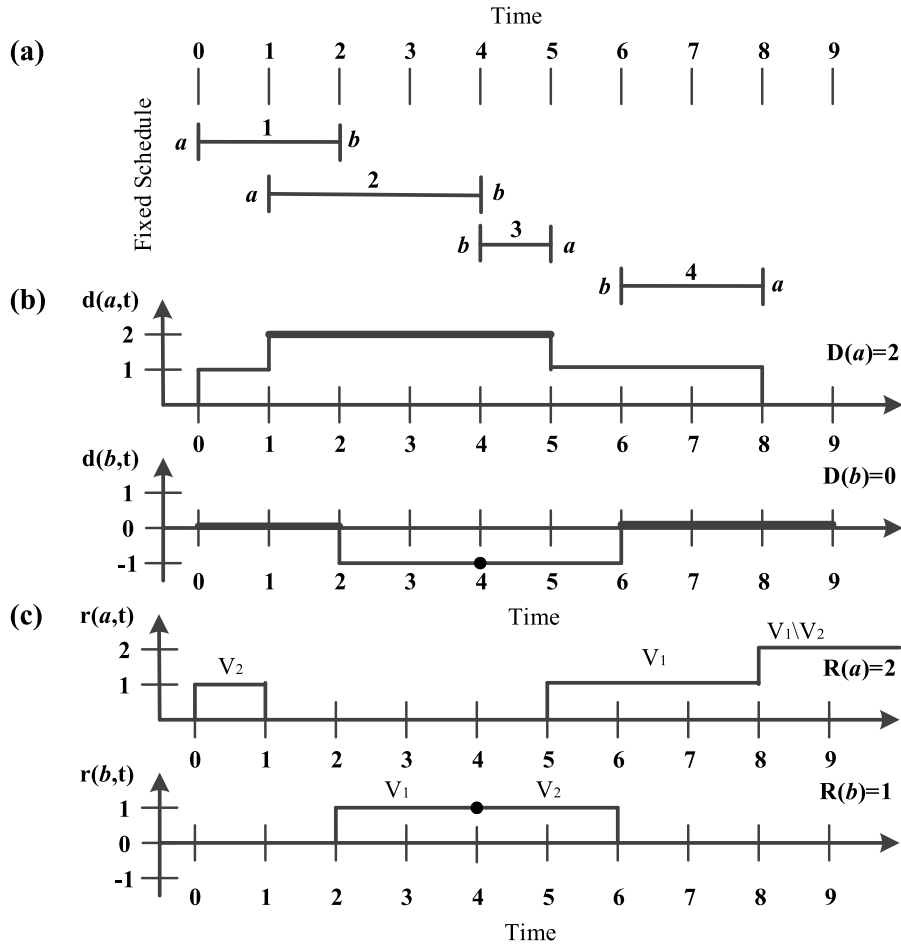 Time
(a)
0 1 2 3 4 5 6 7 8 9
Fixed Schedule
a 1 b
a 2 b
b 3 a
b 4 a
(b)
d(a,t)
2
1
D(a)=2
0 1 2 3 4 5 6 7 8 9
d(b,t)
D(b)=0
1
0
-1
0 1 2 3 4 5 6 7 8 9
Time
(c)
r(a,t)
V1\V2
2
V2
V1
R(a)=2
1
0 1 2 3 4 5 6 7 8 9
r(b,t)
V1
V2
R(b)=1
1
0
-1
0 1 2 3 4 5 6 7 8 9
Time